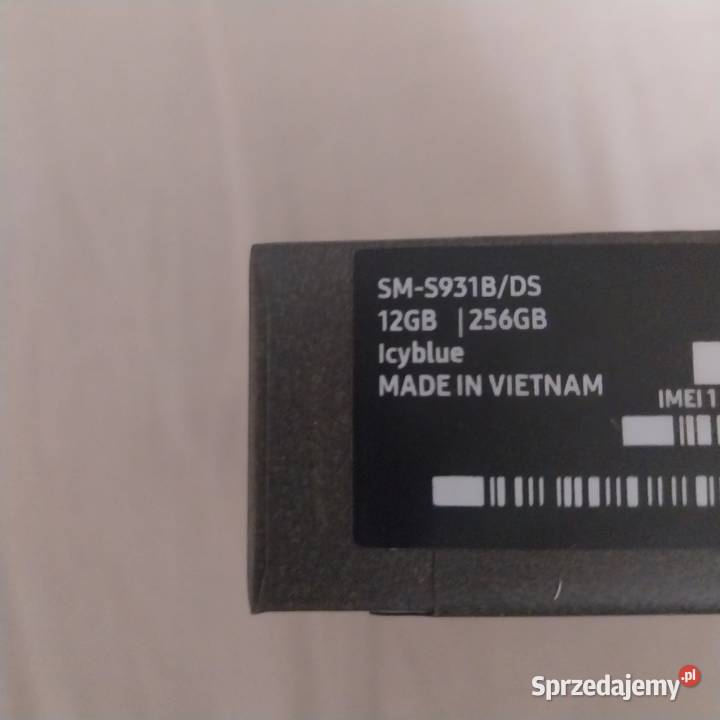 SM-S931B/DS
12GB | 256GB
Icyblue
MADE IN VIETNAM
IMEI 1
Sprzedajemy.pl